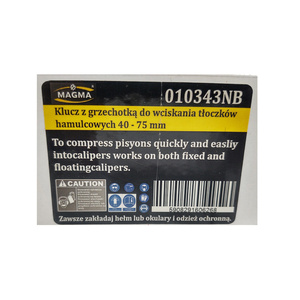 MAGMA
010343NB
Klucz z grzechotką do wciskania tłoczków
hamulcowych 40 - 75 mm
To compress pisyons quickly and easliy
intocalipers works on both fixed and
floatingcalipers.
CAUTION
5908291606268
Zawsze zakładaj hełm lub okulary i odzież ochronną.